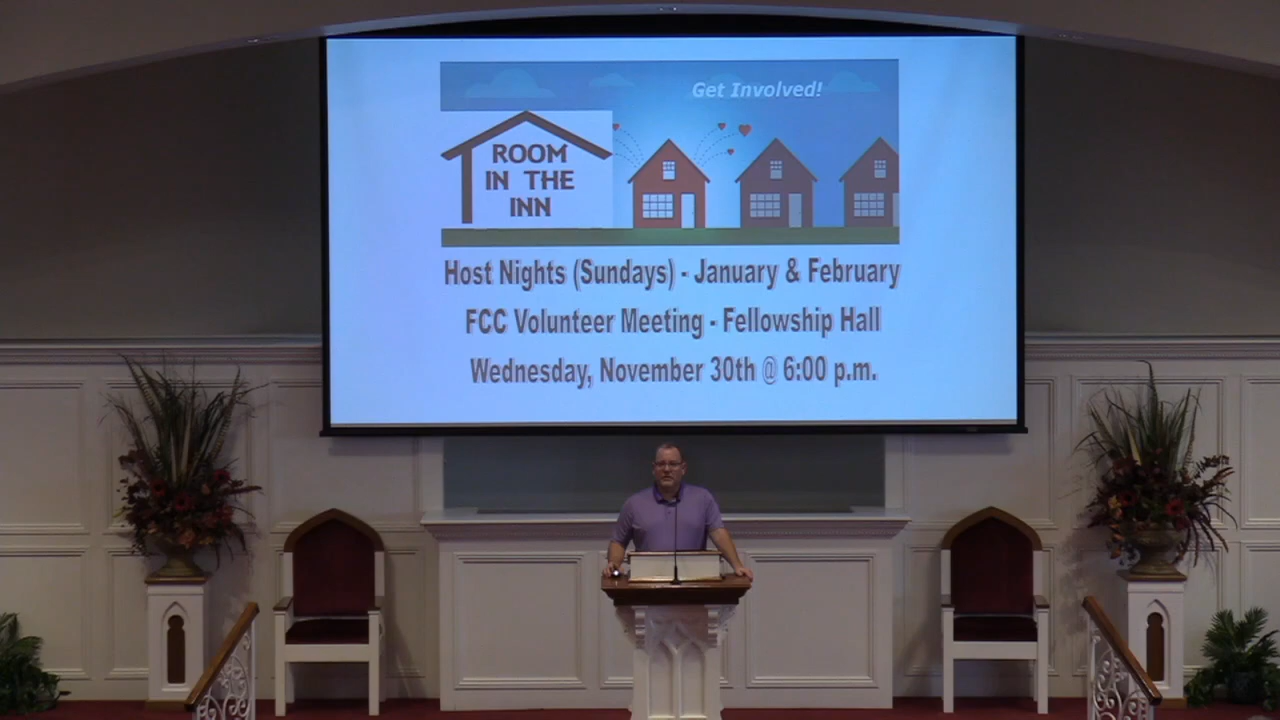 Get Involved!
ROOM
IN THE
INN
Host Nights (Sundays) - January & February
FCC Volunteer Meeting - Fellowship Hall
Wednesday, November 30th @ 6:00 p.m.